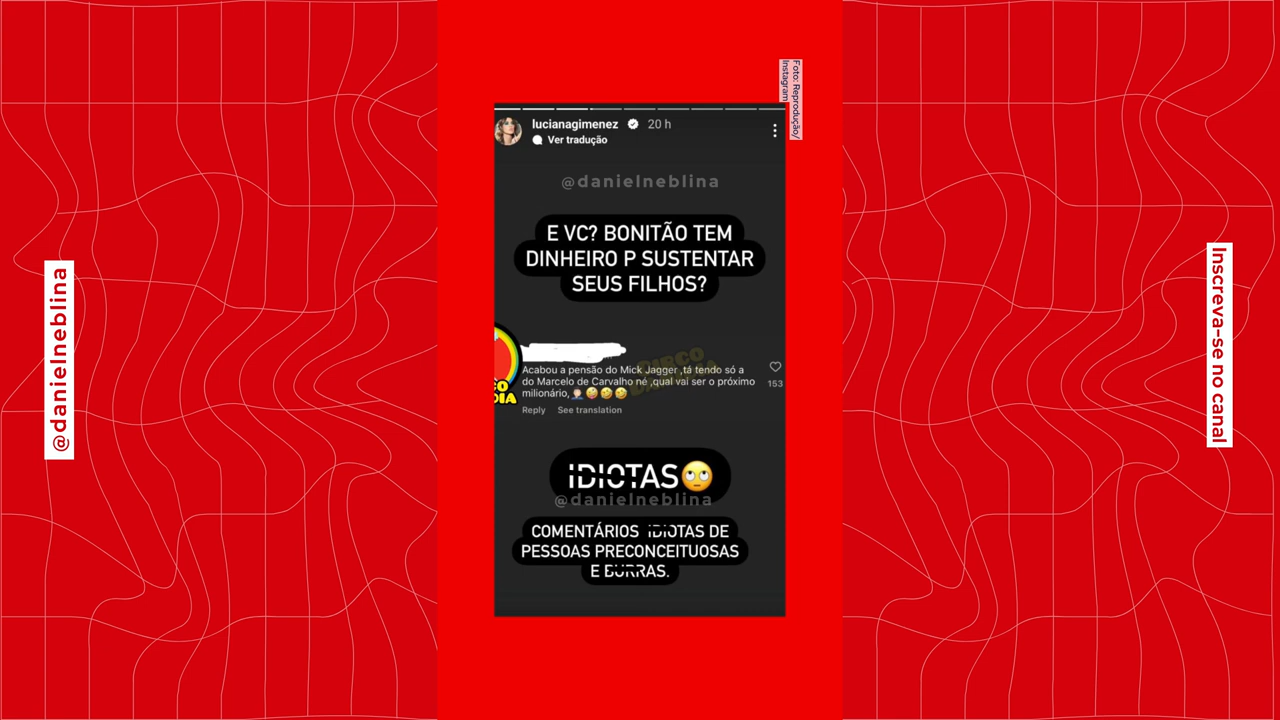 Foto: Reprodução/
Instagram
lucianagimenez 20 h
Ver tradução
@danielneblina
E VC? BONITÃO TEM
DINHEIRO P SUSTENTAR
SEUS FILHOS?
Acabou a pensão do Mick Jagger ,tá tendo só a
do Marcelo de Carvalho né ,qual vai ser o próximo
milionário,🤦🏻‍♂️🤣🤣🤣
153
Reply See translation
IDIOTAS🙄
@danielneblina
COMENTÁRIOS IDIOTAS DE
PESSOAS PRECONCEITUOSAS
E BURRAS.
@danielneblina
Inscreva-se no canal